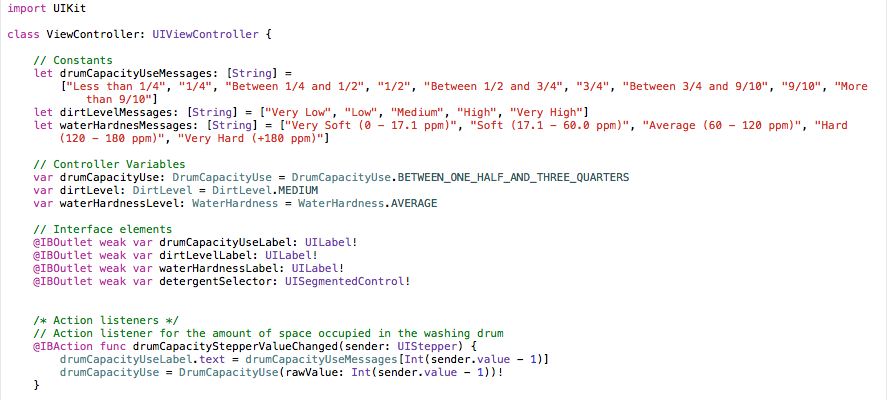 import UIKit
class ViewController: UIViewController {
// Constants
let drumCapacityUseMessages: [String] =
["Less than 1/4", "1/4", "Between 1/4 and 1/2", "1/2", "Between 1/2 and 3/4", "3/4", "Between 3/4 and 9/10", "9/10", "More
than 9/10"]
let dirtLevelMessages: [String] = ["Very Low", "Low", "Medium", "High", "Very High"]
let waterHardnesMessages: [String] = ["Very Soft (0 - 17.1 ppm)", "Soft (17.1 - 60.0 ppm)", "Average (60 - 120 ppm)", "Hard
(120 - 180 ppm)", "Very Hard (+180 ppm)"]
// Controller Variables
var drumCapacityUse: DrumCapacityUse = DrumCapacityUse.BETWEEN_ONE_HALF_AND_THREE_QUARTERS
var dirtLevel: DirtLevel = DirtLevel.MEDIUM
var waterHardnessLevel: WaterHardness = WaterHardness.AVERAGE
// Interface elements
@IBOutlet weak var drumCapacityUseLabel: UILabel!
@IBOutlet weak var dirtLevelLabel: UILabel!
@IBOutlet weak var waterHardnessLabel: UILabel!
@IBOutlet weak var detergentSelector: UISegmentedControl!
/* Action listeners */
// Action listener for the amount of space occupied in the washing drum
@IBAction func drumCapacityStepperValueChanged(sender: UIStepper) {
drumCapacityUseLabel.text = drumCapacityUseMessages[Int(sender.value - 1)]
drumCapacityUse = DrumCapacityUse(rawValue: Int(sender.value - 1))!
}